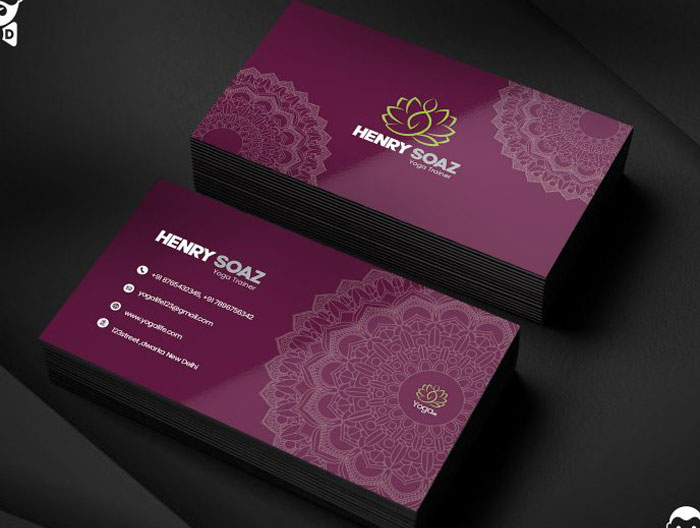 D
HENRY SOAZ
Yoga Trainer
HENRY SOAZ
Yoga Trainer
+91 8765432345, +91 7896756342
yogalife123@gmail.com
www.yogalife.com
123street,dwarka New Delhi
Yoga